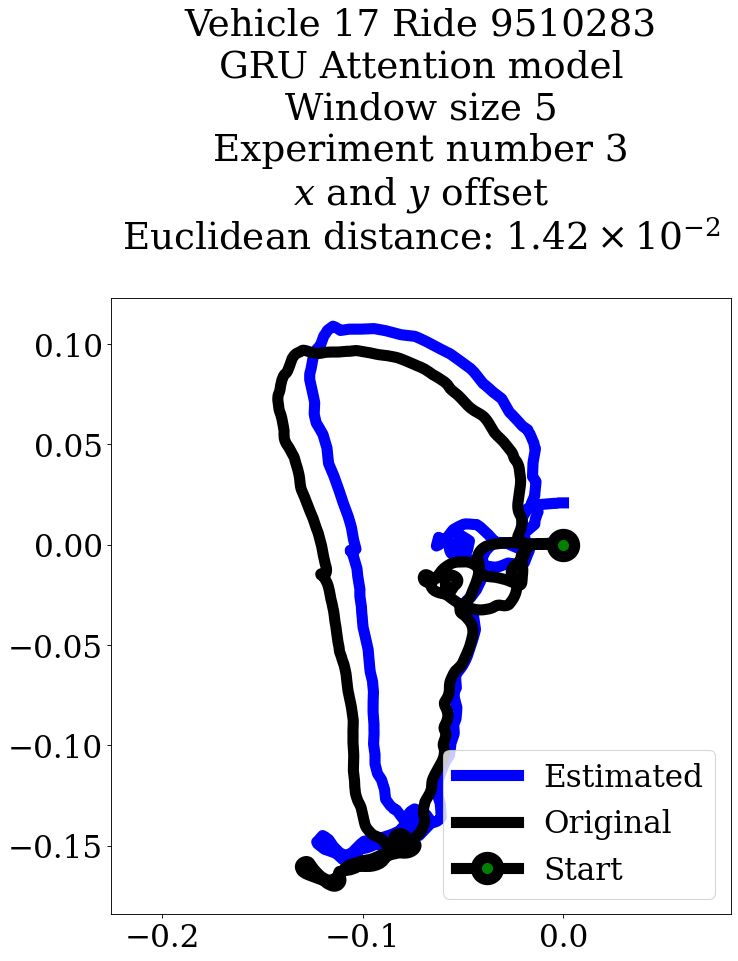 Vehicle 17 Ride 9510283
GRU Attention model
Window size 5
Experiment number 3
x and y offset
Euclidean distance: 1.42 × 10⁻²
0.10
0.05
0.00
−0.05
−0.10
−0.15
Estimated
Original
Start
−0.2
−0.1
0.0